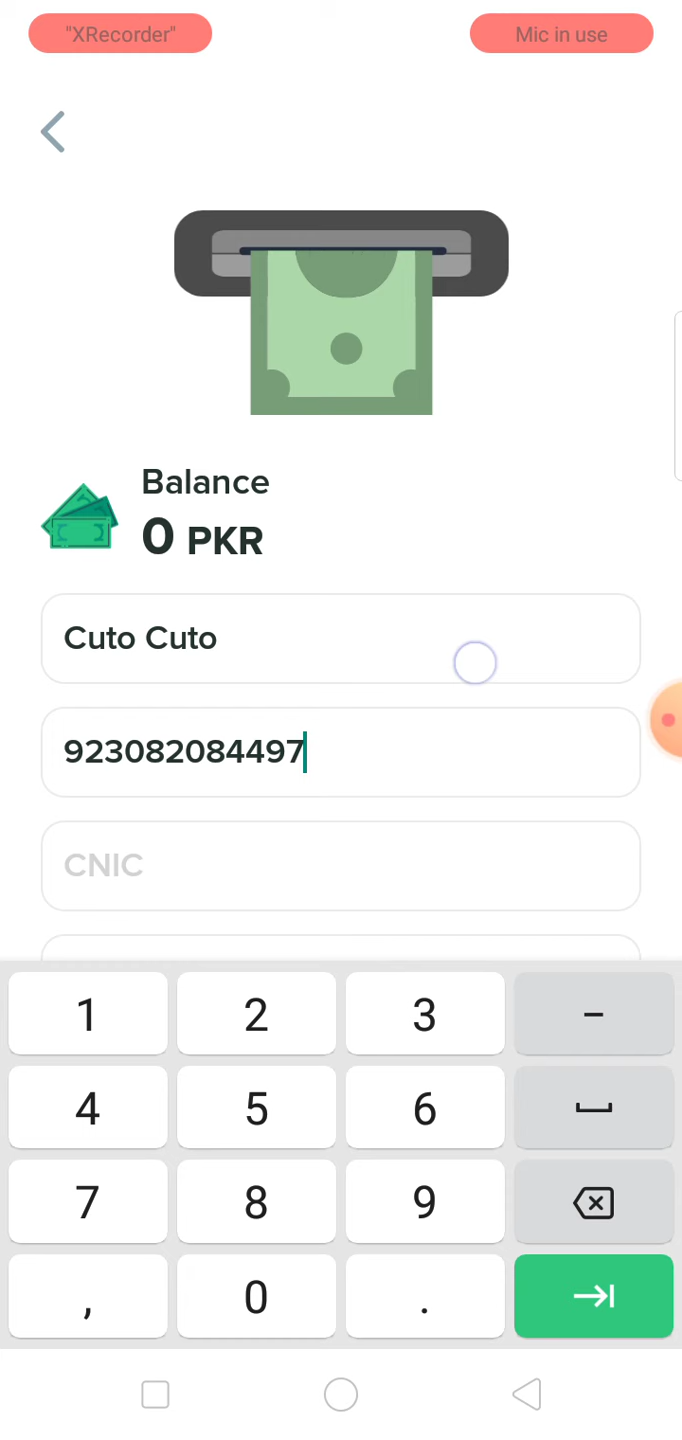 "XRecorder"
Mic in use
Balance
0 PKR
Cuto Cuto
923082084497
CNIC
1 2 3 –
4 5 6
7 8 9
, 0 .